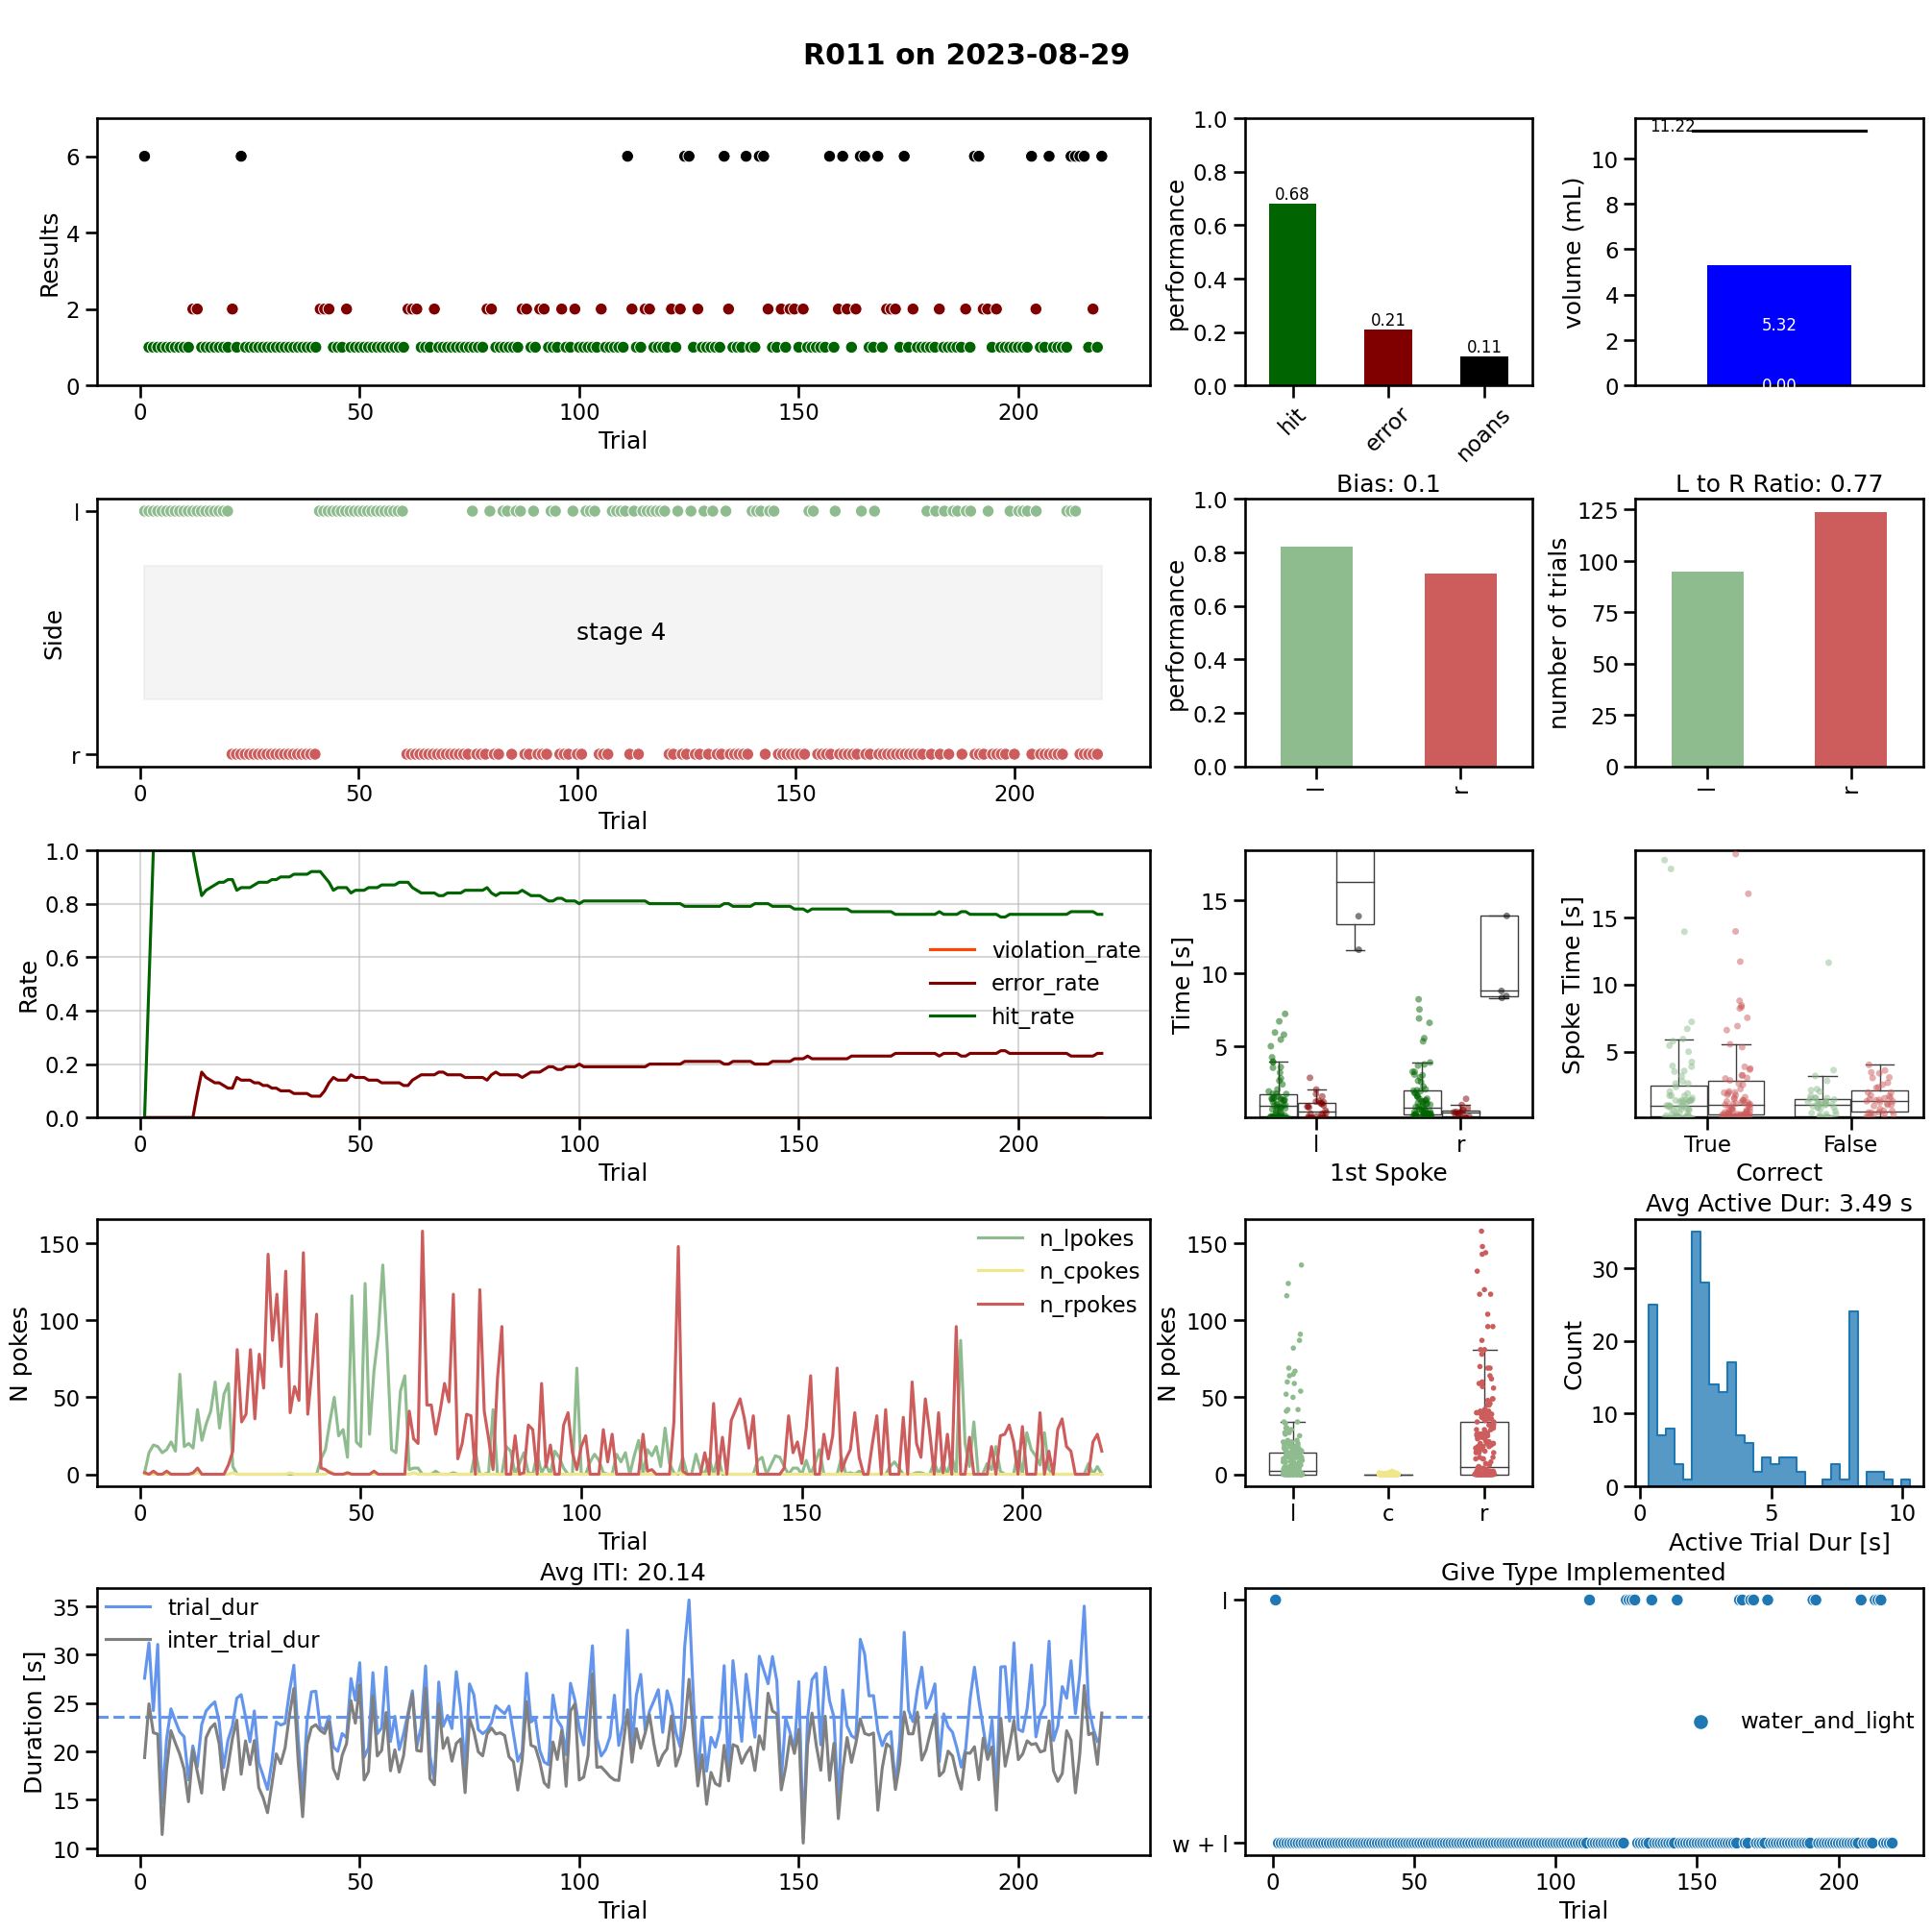 R011 on 2023-08-29
Results
6
4
2
0
0 50 100 150 200
Trial
performance
1.0
0.8
0.6
0.4
0.2
0.0
0.68
0.21
0.11
hit error noans
volume (mL)
10
8
6
4
2
0
11.22
5.32
0.00
Side
l
stage 4
r
0 50 100 150 200
Trial
Bias: 0.1
performance
1.0
0.8
0.6
0.4
0.2
0.0
l r
L to R Ratio: 0.77
number of trials
125
100
75
50
25
0
l r
Rate
1.0
0.8
0.6
0.4
0.2
0.0
violation_rate
error_rate
hit_rate
0 50 100 150 200
Trial
Time [s]
15
10
5
l r
1st Spoke
Spoke Time [s]
15
10
5
True False
Correct
N pokes
150
100
50
0
n_lpokes
n_cpokes
n_rpokes
0 50 100 150 200
Trial
N pokes
150
100
50
0
l c r
Avg Active Dur: 3.49 s
Count
30
20
10
0
0 5 10
Active Trial Dur [s]
Avg ITI: 20.14
Duration [s]
35
30
25
20
15
10
trial_dur
inter_trial_dur
0 50 100 150 200
Trial
Give Type Implemented
l
water_and_light
w + l
0 50 100 150 200
Trial